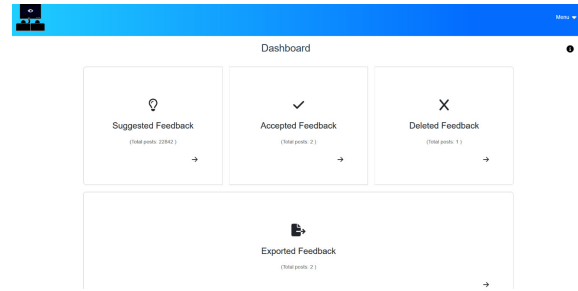 Menu
Dashboard
Suggested Feedback
(Total posts: 22842 )
Accepted Feedback
(Total posts: 2 )
Deleted Feedback
(Total posts: 1 )
Exported Feedback
(Total posts: 2 )